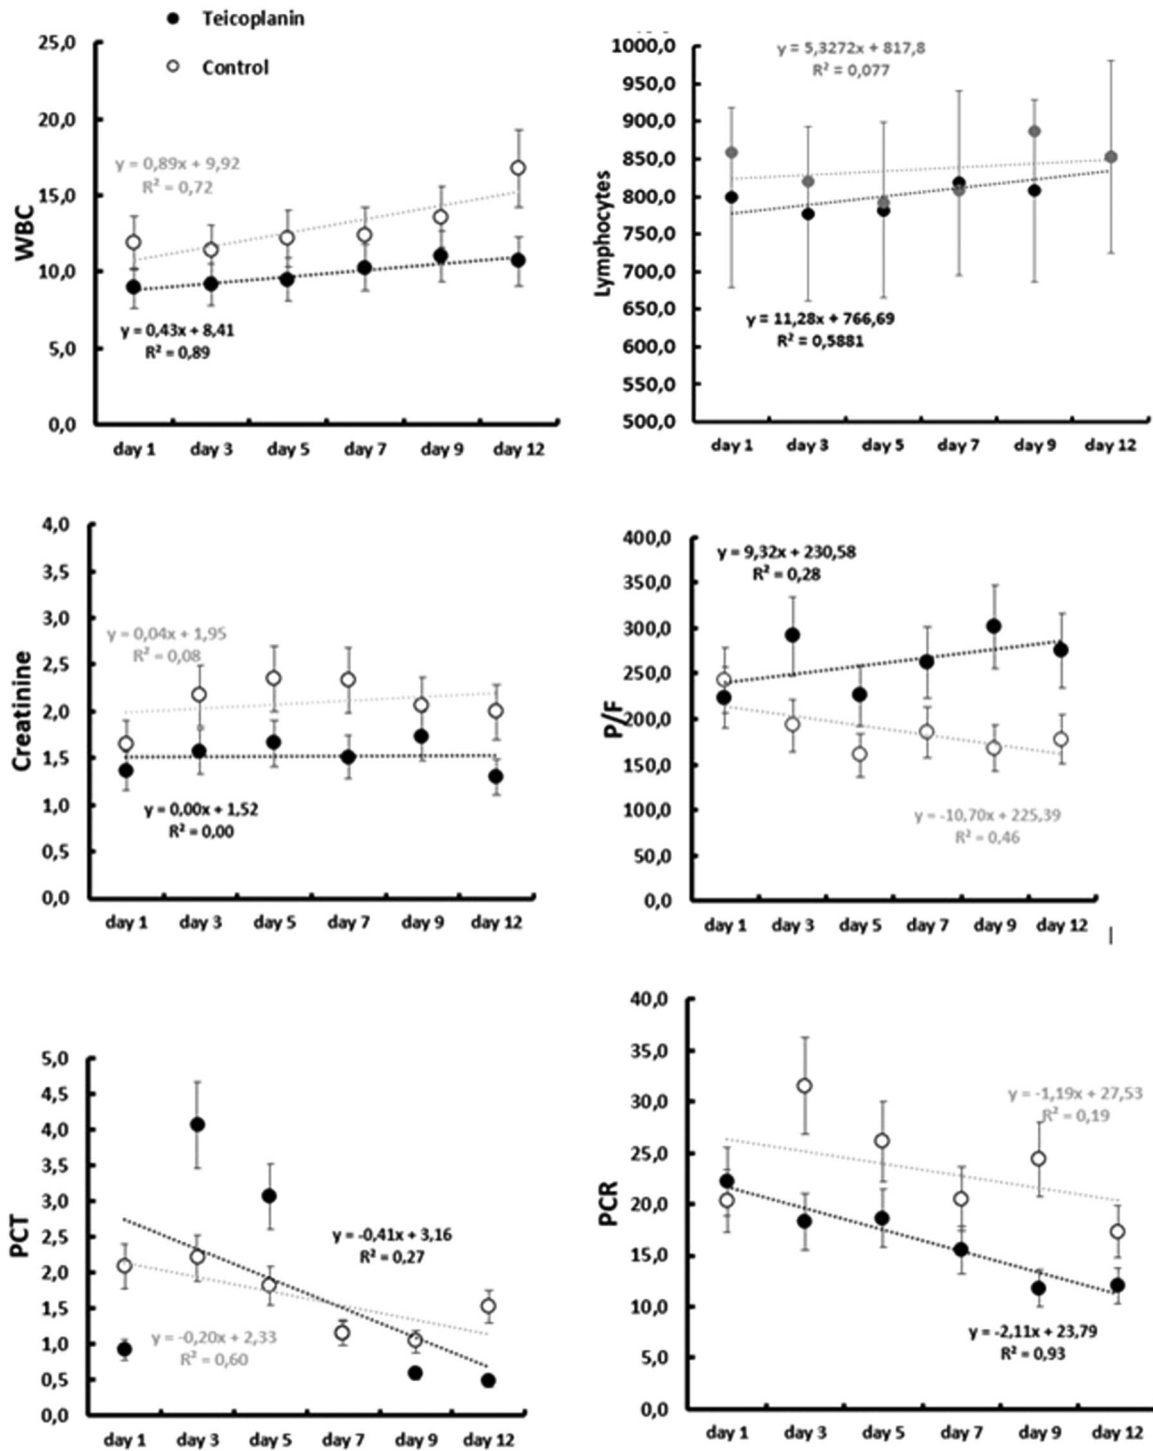 Teicoplanin
Control
WBC
25,0
20,0
15,0
10,0
5,0
0,0
y = 0,89x + 9,92
R² = 0,72
y = 0,43x + 8,41
R² = 0,89
day 1 day 3 day 5 day 7 day 9 day 12
Lymphocytes
1000,0
950,0
900,0
850,0
800,0
750,0
700,0
650,0
600,0
550,0
500,0
y = 5,3272x + 817,8
R² = 0,077
y = 11,28x + 766,69
R² = 0,5881
day 1 day 3 day 5 day 7 day 9 day 12
Creatinine
4,0
3,5
3,0
2,5
2,0
1,5
1,0
0,5
0,0
y = 0,04x + 1,95
R² = 0,08
y = 0,00x + 1,52
R² = 0,00
day 1 day 3 day 5 day 7 day 9 day 12
P/F
400,0
350,0
300,0
250,0
200,0
150,0
100,0
50,0
0,0
y = 9,32x + 230,58
R² = 0,28
y = -10,70x + 225,39
R² = 0,46
day 1 day 3 day 5 day 7 day 9 day 12
PCT
5,0
4,5
4,0
3,5
3,0
2,5
2,0
1,5
1,0
0,5
0,0
y = -0,41x + 3,16
R² = 0,27
y = -0,20x + 2,33
R² = 0,60
day 1 day 3 day 5 day 7 day 9 day 12
PCR
40,0
35,0
30,0
25,0
20,0
15,0
10,0
5,0
0,0
y = -1,19x + 27,53
R² = 0,19
y = -2,11x + 23,79
R² = 0,93
day 1 day 3 day 5 day 7 day 9 day 12